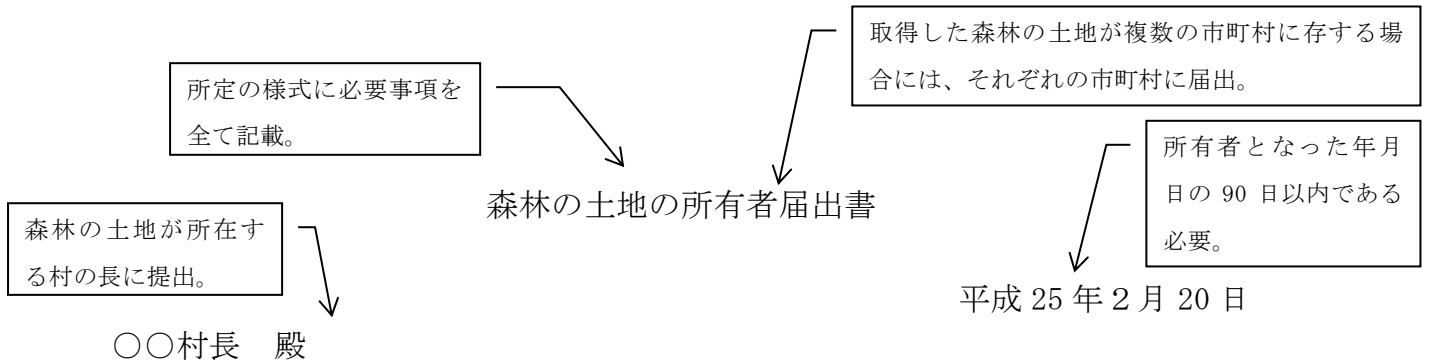 取得した森林の土地が複数の市町村に存する場
合には、それぞれの市町村に届出。
所定の様式に必要事項を
全て記載。
所有者となった年月
日の 90 日以内である
必要。
森林の土地の所有者届出書
森林の土地が所在す
る村の長に提出。
平成 25 年２月 20 日
○○村長　殿